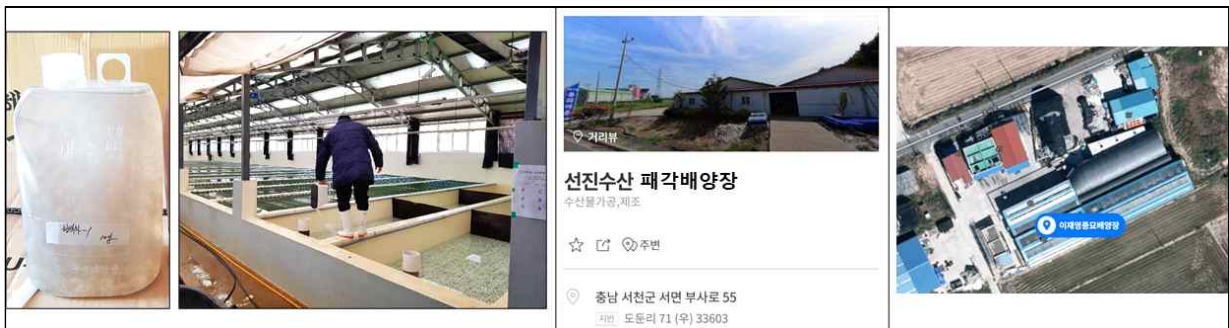 거리뷰
선진수산 패각배양장
수산물가공,제조
주변
충남 서천군 서면 부사로 55
지번 도둔리 71 (우) 33603
이재영종묘배양장